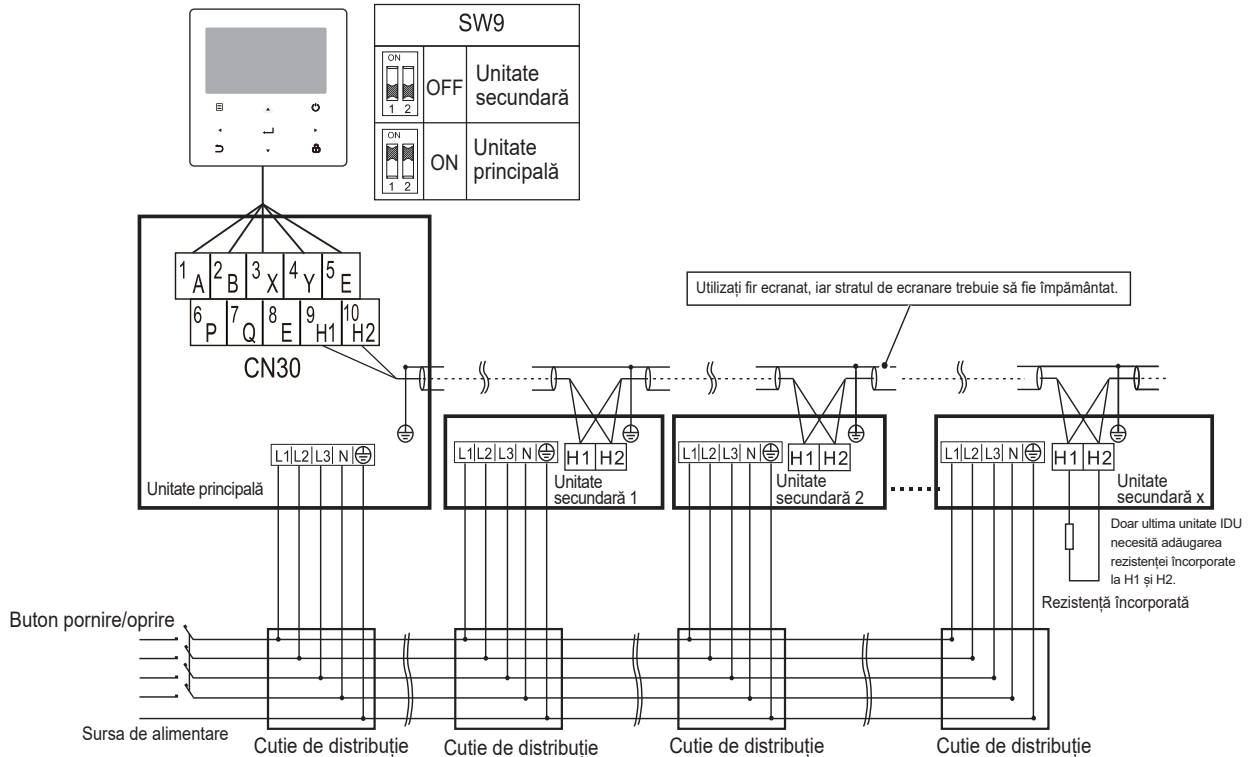 SW9
ON
1 2
OFF
Unitate
secundară
ON
1 2
ON
Unitate
principală
1 A 2 B 3 X 4 Y 5 E
6 P 7 Q 8 E 9 H1 10 H2
CN30
Utilizați fir ecranat, iar stratul de ecranare trebuie să fie împământat.
L1 L2 L3 N
Unitate principală
L1 L2 L3 N
H1 H2
Unitate
secundară 1
L1 L2 L3 N
H1 H2
Unitate
secundară 2
L1 L2 L3 N
H1 H2
Unitate
secundară x
Doar ultima unitate IDU
necesită adăugarea
rezistenței încorporate
la H1 și H2.
Rezistență încorporată
Buton pornire/oprire
Sursa de alimentare
Cutie de distribuție
Cutie de distribuție
Cutie de distribuție
Cutie de distribuție